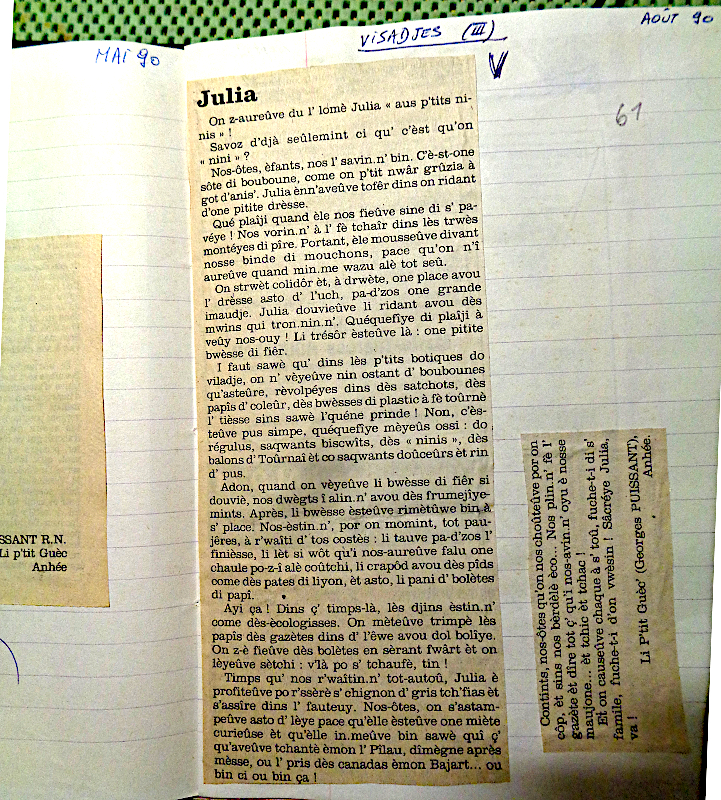 MAI 90
VISADJES (III)
AOÛT 90
61
SSANT R.N.
Li p'tit Guèc
Anhée
Julia
On z-aureûve du l' lomè Julia « aus p'tits ni-
nis » !
Savoz d'djà seûlemint ci qu' c'èst qu'on
« nini » ?
Nos-ôtes, èfants, nos l' savin.n' bin. C'è-st-one
sôte di bouboune, come on p'tit nwâr grûzia à
got d'anis'. Julia ènn'aveûve tofêr dins on ridant
d'one pitite drèsse.
Qué plaîji quand èle nos fieûve sine di s' pa-
véye ! Nos vorin.n' à l' fè tchaîr dins lès trwès
montéyes di pîre. Portant, èle mousseûve divant
nosse binde di mouchons, pace qu'on n'î
aureûve quand min.me wazu alè tot seû.
On strwèt colidôr èt, à drwète, one place avou
l' drèsse asto d' l'uch, pa-d'zos one grande
imaudje. Julia douvieûve li ridant avou dès
mwins qui tron.nin.n'. Quéquefîye di plaîji à
veûy nos-ouy ! Li trésôr èsteûve là : one pitite
bwèsse di fiêr.
I faut sawè qu' dins lès p'tits botiques do
viladje, on n' vèyeûve nin ostant d' boubounes
qu'asteûre, rèvolpéyes dins dès satchots, dès
papîs d' coleûr, dès bwèsses di plastic à fè toûrnè
l' tièsse sins sawè l'quéne prinde ! Non, c'ès-
teûve pus simpe, quéquefîye mèyeûs ossi : do
régulus, saqwants biscwîts, dès « ninis », dès
balons d'Toûrnaî èt co saqwants doûceûrs èt rin
d' pus.
Adon, quand on vèyeûve li bwèsse di fiêr si
douviè, nos dwègts î alin.n' avou dès frumejiye-
mints. Après, li bwèsse èsteûve rimètûwe bin à
s' place. Nos-èstin.n', por on momint, tot pau-
jêres, à r'waîti d' tos costès : li tauve pa-d'zos l'
finièsse, li lèt si wôt qu'i nos-aureûve falu one
chaule po-z-î alè coûtchi, li crapôd avou dès pîds
come dès pates di liyon, èt asto, li pani d' bolètes
di papî.
Ayi ça ! Dins ç' timps-là, lès djins èstin.n'
come dès-ècologisses. On mèteûve trimpè lès
papîs dès gazètes dins d' l'êwe avou dol bolîye.
On z-è fieûve dès bolètes en sèrant fwârt èt on
lèyeûve sètchi : v'là po s' tchaufè, tin !
Timps qu' nos r'waîtin.n' tot-autoû, Julia è
profiteûve po r'ssèrè s' chignon d' gris tch'fias èt
s'assîre dins l' fauteuy. Nos-ôtes, on s'astam-
peûve asto d' lèye pace qu'èlle èsteûve one miète
curieûse èt qu'èlle in.meûve bin sawè quî ç'
qu'aveûve tchantè èmon l' Pîlau, dîmègne après
mèsse, ou l' pris dès canadas èmon Bajart... ou
bin ci ou bin ça !
Contints, nos-ôtes qu'on nos choûteûve por on
côp, èt sins nos bèrdèlè èco... Nos plin.n' fè l'
gazète èt dîre tot ç' qu'i nos-avin.n' oyu è nosse
maujone... èt tchic èt tchac !
Et on causeûve chaque à s' toû, fuche-t-i di s'
famile, fuche-t-i d'on vwèsin ! Sâcréye Julia,
va !
Li P'tit Guèc' (Georges PUISSANT),
Anhée.